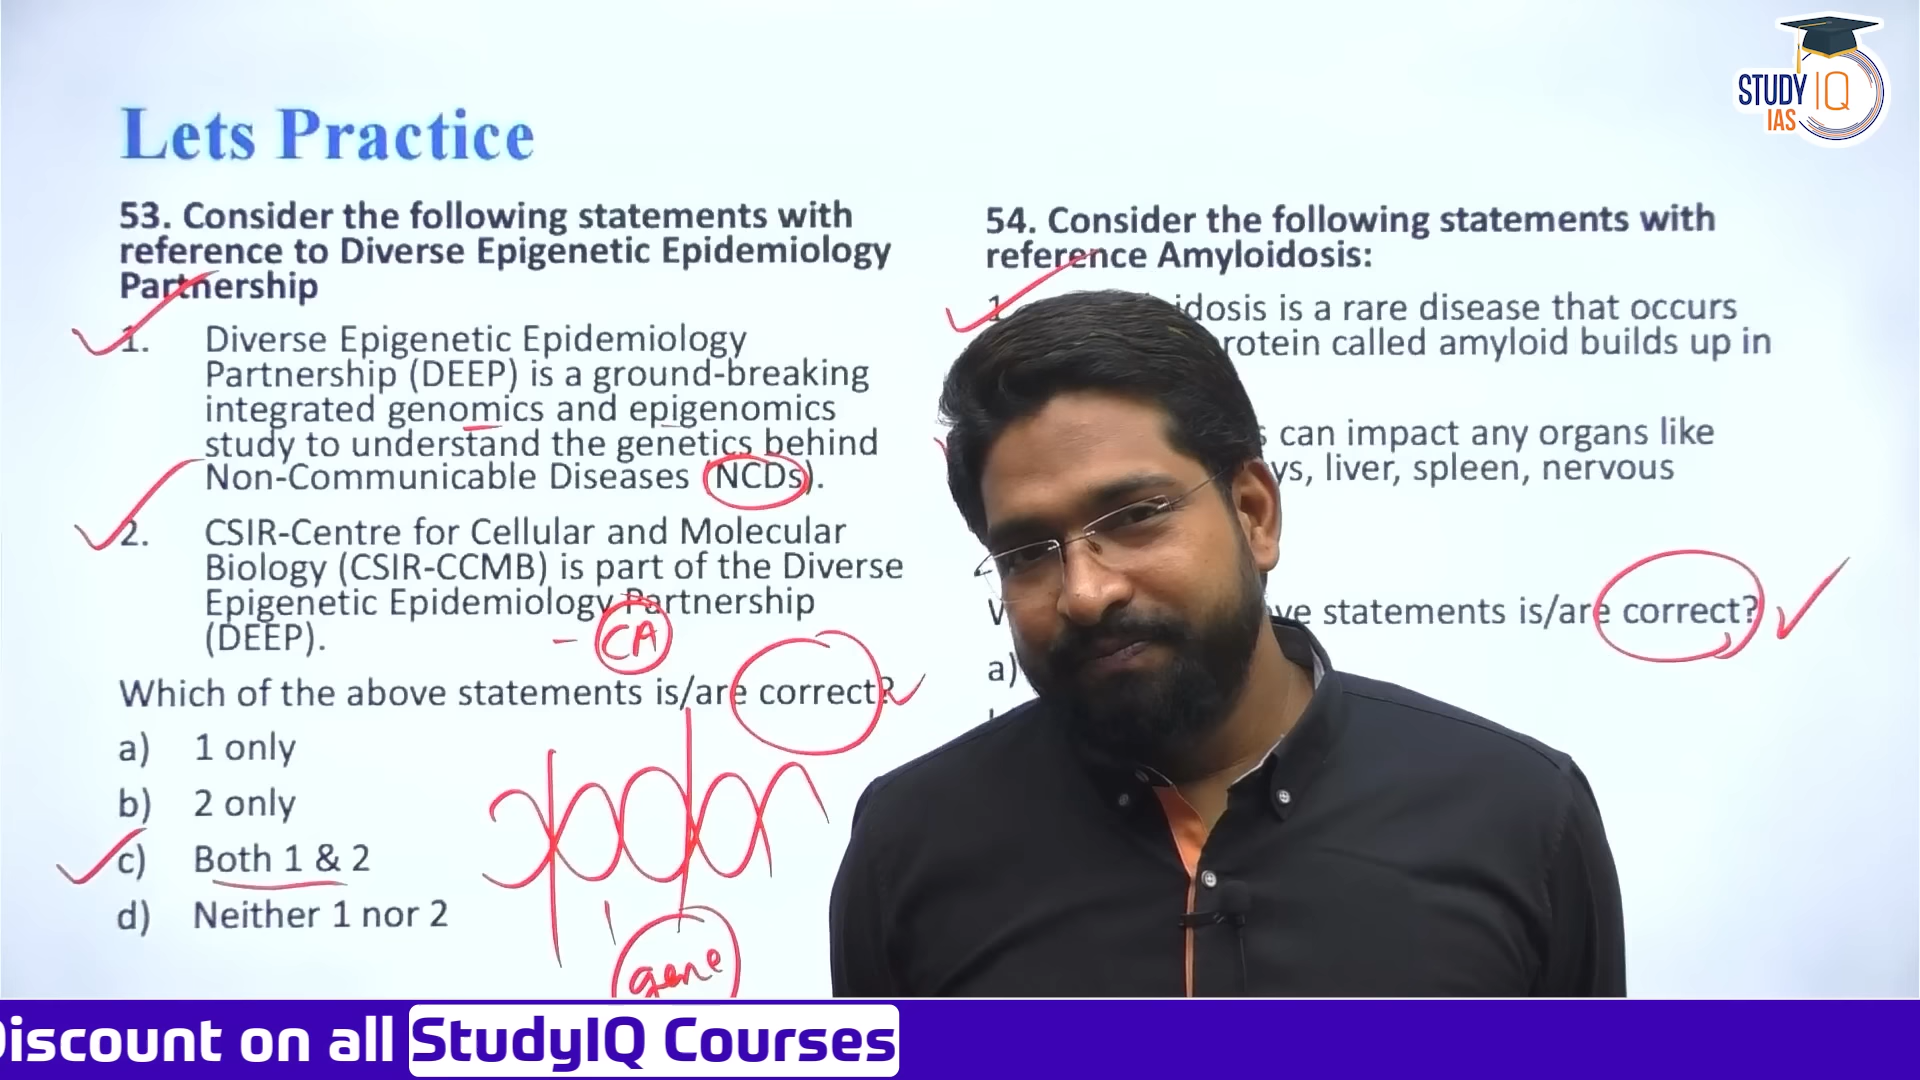 STUDY IQ
IAS
Lets Practice
53. Consider the following statements with
reference to Diverse Epigenetic Epidemiology
Partnership
1. Diverse Epigenetic Epidemiology
Partnership (DEEP) is a ground-breaking
integrated genomics and epigenomics
study to understand the genetics behind
Non-Communicable Diseases (NCDs).
2. CSIR-Centre for Cellular and Molecular
Biology (CSIR-CCMB) is part of the Diverse
Epigenetic Epidemiology Partnership
(DEEP).
- CA
Which of the above statements is/are correct?
a) 1 only
b) 2 only
c) Both 1 & 2
d) Neither 1 nor 2
gene
54. Consider the following statements with
reference Amyloidosis:
1. is a rare disease that occurs
called amyloid builds up in
can impact any organs like
liver, spleen, nervous
statements is/are correct?
a)
Discount on all StudyIQ Courses